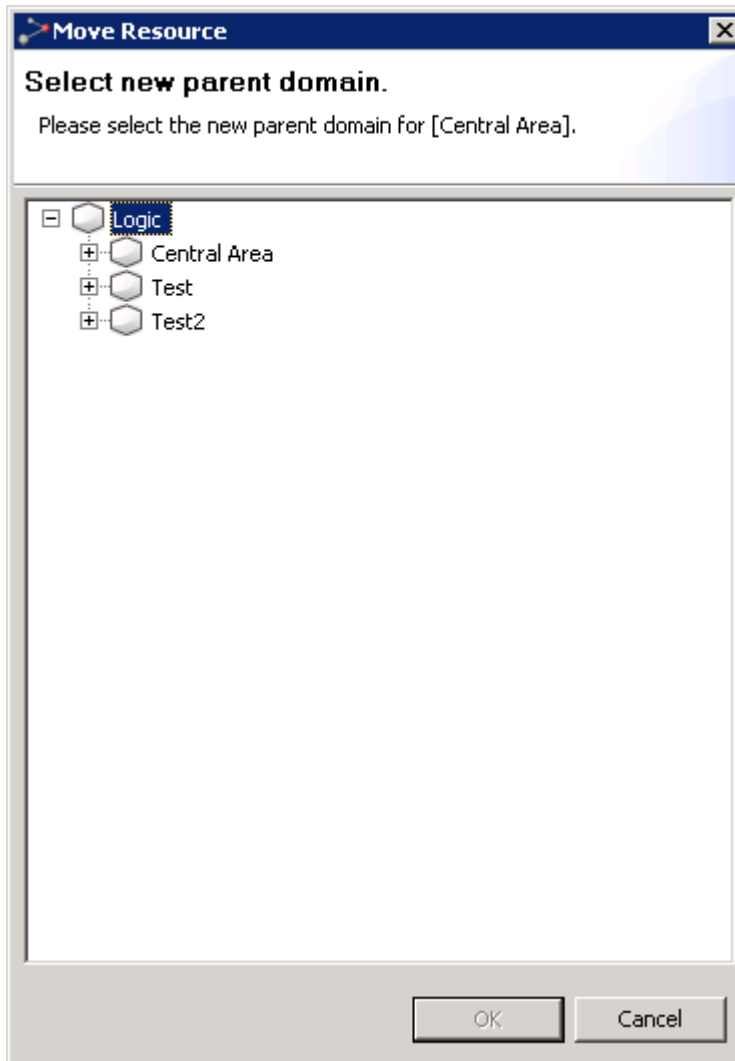 Move Resource
Select new parent domain.
Please select the new parent domain for [Central Area].
Logic
Central Area
Test
Test2
OK
Cancel